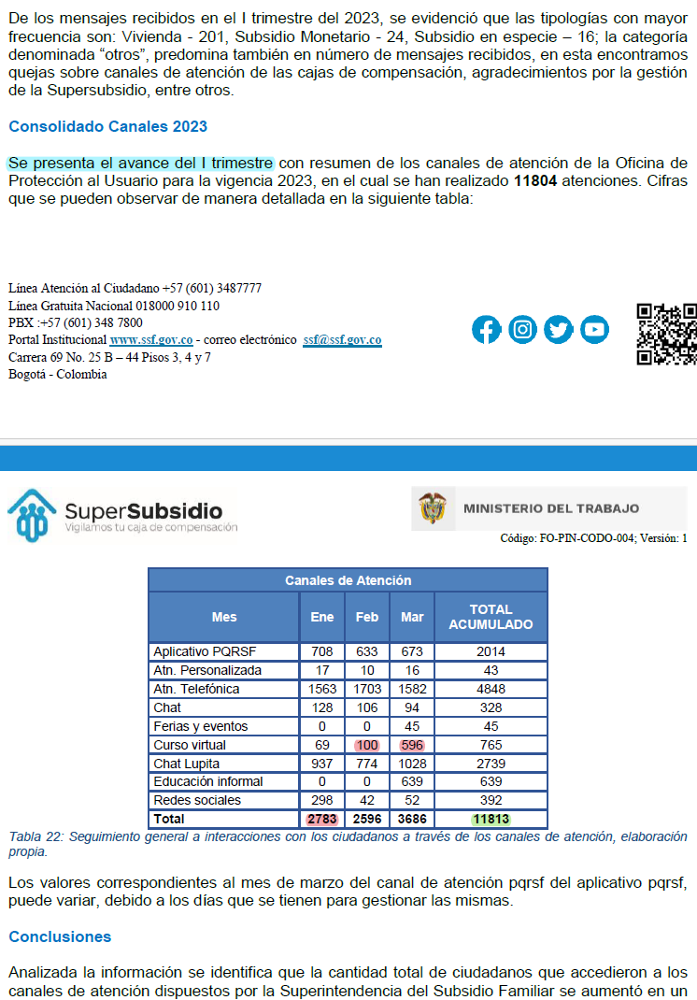 De los mensajes recibidos en el I trimestre del 2023, se evidenció que las tipologías con mayor
frecuencia son: Vivienda - 201, Subsidio Monetario - 24, Subsidio en especie – 16; la categoría
denominada “otros”, predomina también en número de mensajes recibidos, en esta encontramos
quejas sobre canales de atención de las cajas de compensación, agradecimientos por la gestión
de la Supersubsidio, entre otros.
Consolidado Canales 2023
Se presenta el avance del I trimestre con resumen de los canales de atención de la Oficina de
Protección al Usuario para la vigencia 2023, en el cual se han realizado 11804 atenciones. Cifras
que se pueden observar de manera detallada en la siguiente tabla:
Línea Atención al Ciudadano +57 (601) 3487777
Línea Gratuita Nacional 018000 910 110
PBX :+57 (601) 348 7800
Portal Institucional www.ssf.gov.co - correo electrónico ssf@ssf.gov.co
Carrera 69 No. 25 B – 44 Pisos 3, 4 y 7
Bogotá - Colombia
SuperSubsidio
Vigilamos tu caja de compensación
MINISTERIO DEL TRABAJO
Código: FO-PIN-CODO-004; Versión: 1
Canales de Atención
Mes Ene Feb Mar TOTAL ACUMULADO
Aplicativo PQRSF 708 633 673 2014
Atn. Personalizada 17 10 16 43
Atn. Telefónica 1563 1703 1582 4848
Chat 128 106 94 328
Ferias y eventos 0 0 45 45
Curso virtual 69 100 596 765
Chat Lupita 937 774 1028 2739
Educación informal 0 0 639 639
Redes sociales 298 42 52 392
Total 2783 2596 3686 11813
Tabla 22: Seguimiento general a interacciones con los ciudadanos a través de los canales de atención, elaboración
propia.
Los valores correspondientes al mes de marzo del canal de atención pqrsf del aplicativo pqrsf,
puede variar, debido a los días que se tienen para gestionar las mismas.
Conclusiones
Analizada la información se identifica que la cantidad total de ciudadanos que accedieron a los
canales de atención dispuestos por la Superintendencia del Subsidio Familiar se aumentó en un